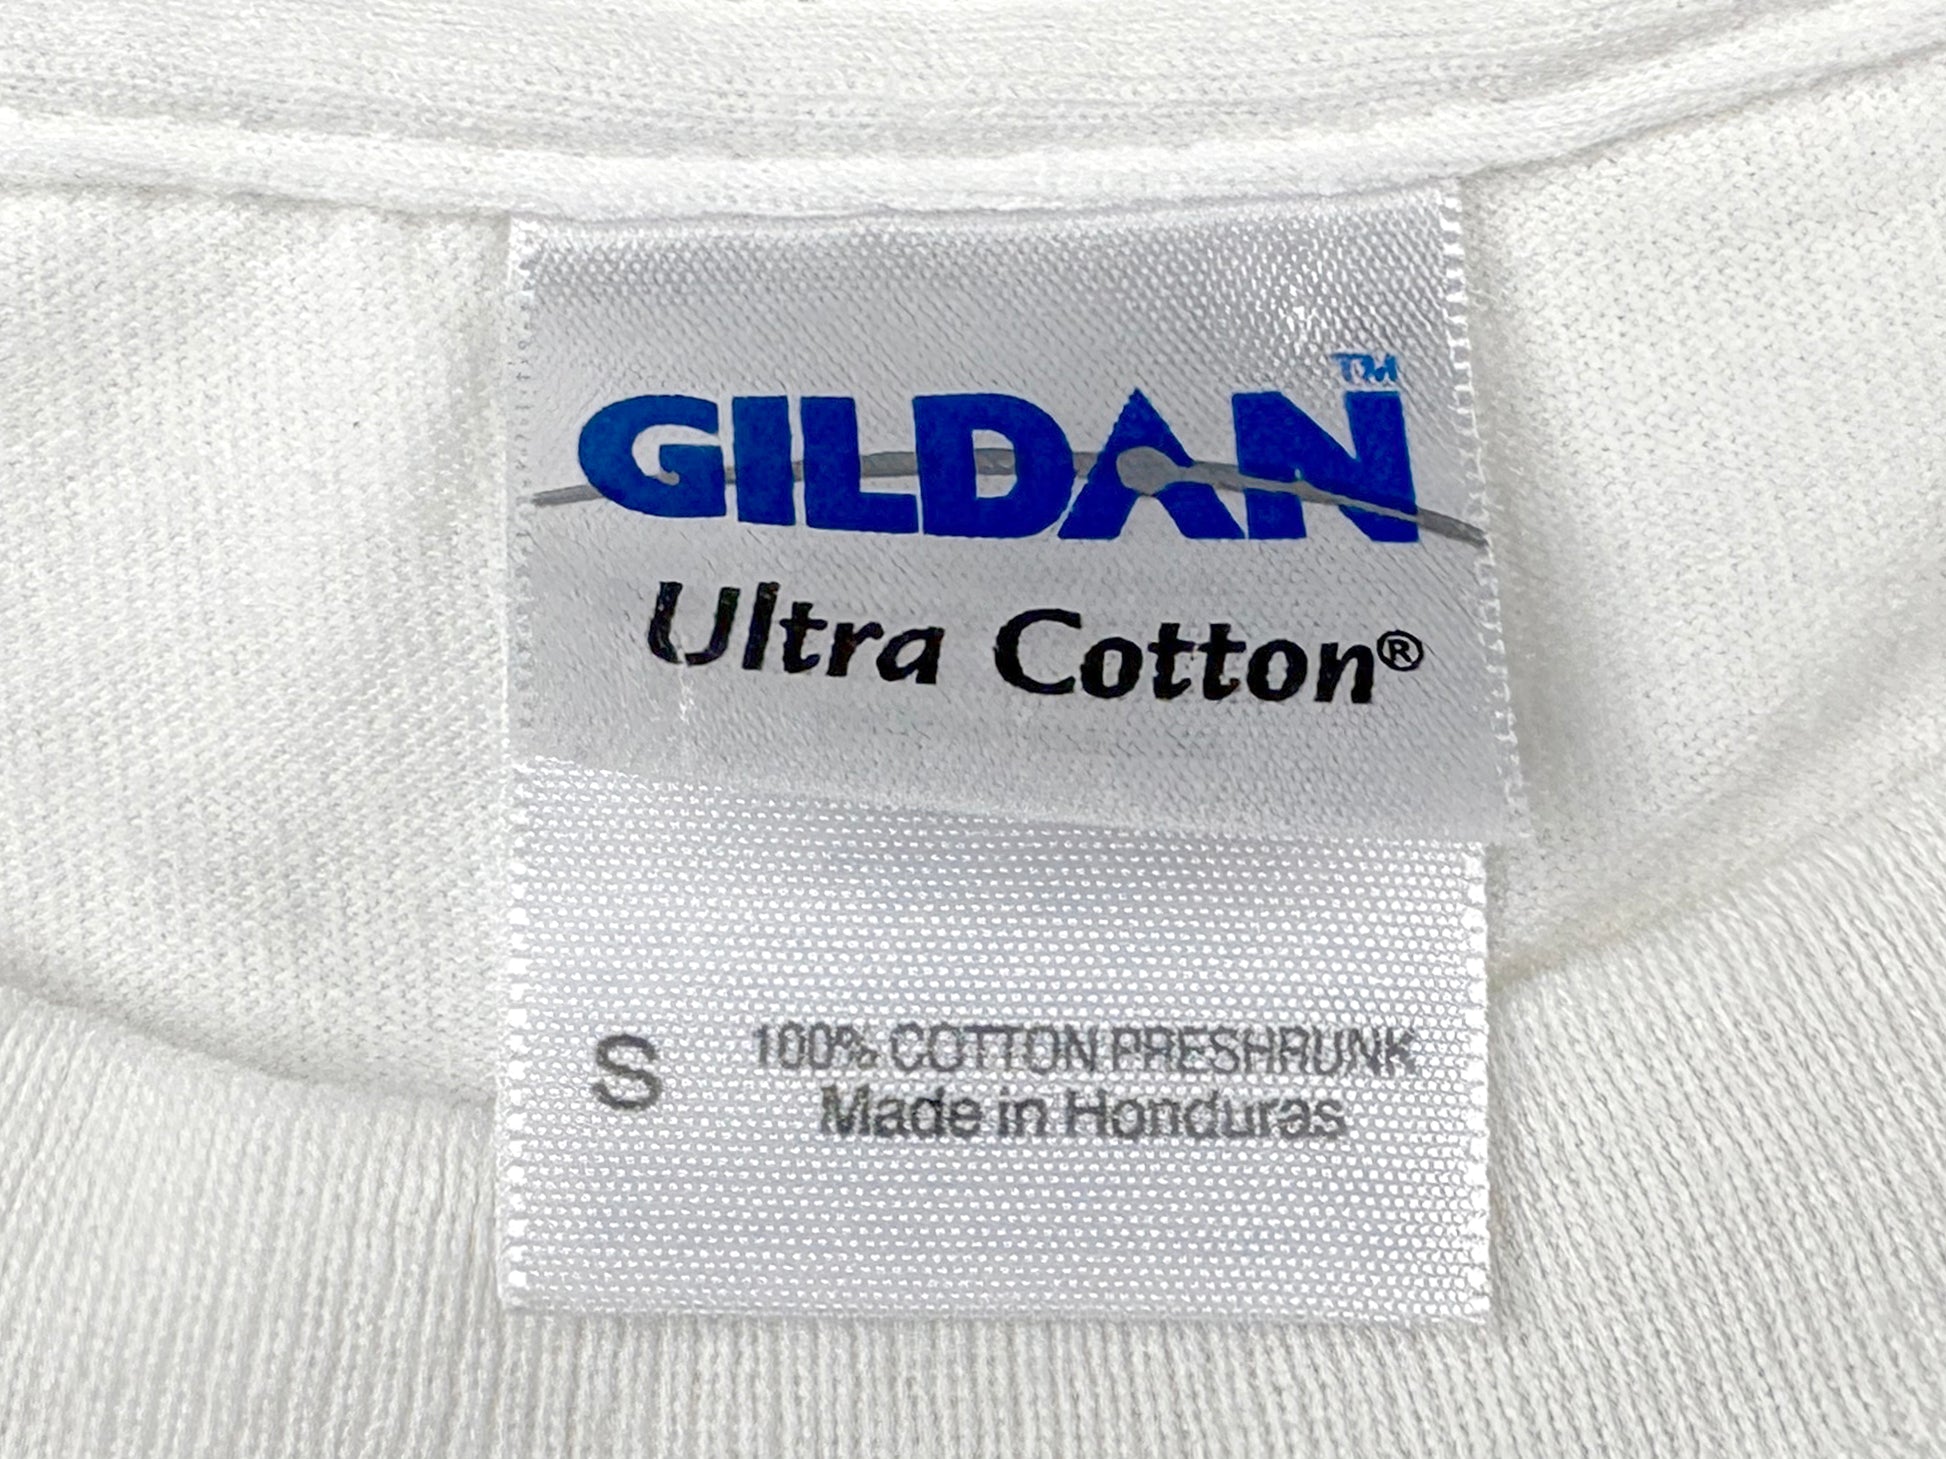 GILDAN™
Ultra Cotton®
S
100% COTTON PRESHRUNK
Made in Honduras